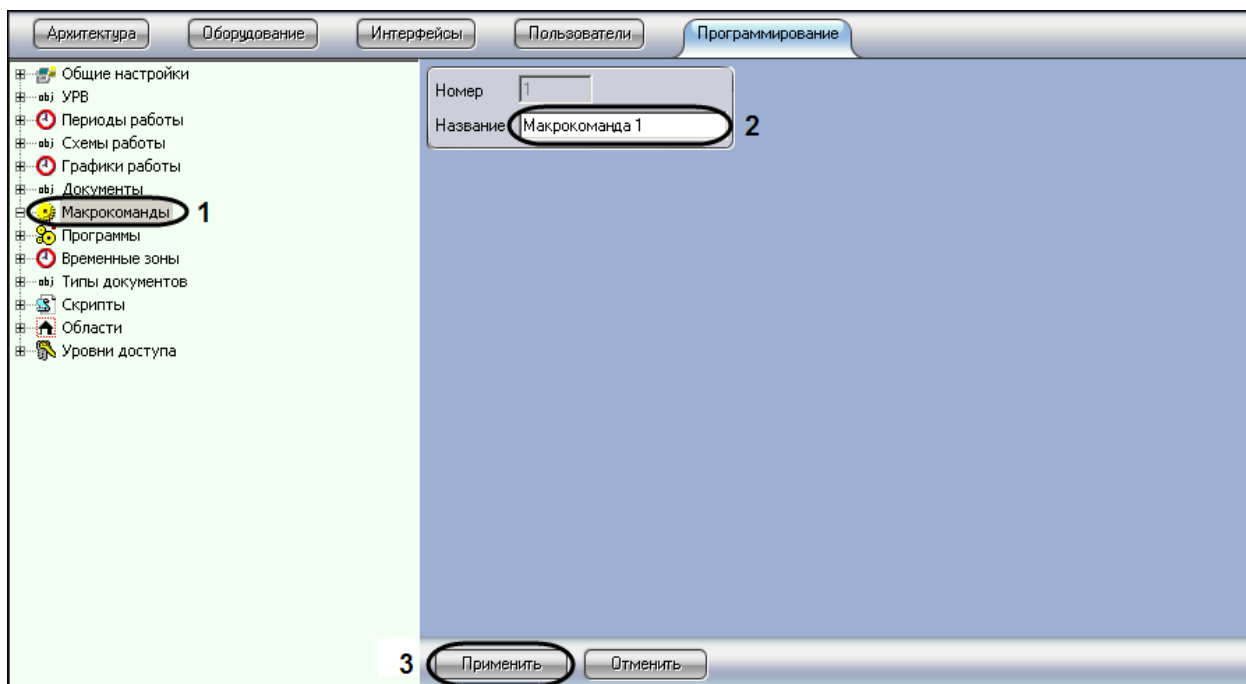 Архитектура Оборудование Интерфейсы Пользователи Программирование
Общие настройки
obj УРВ
Периоды работы
obj Схемы работы
Графики работы
obj Документы
Макрокоманды 1
Программы
Временные зоны
obj Типы документов
Скрипты
Области
Уровни доступа
Номер 1
Название Макрокоманда 1 2
3 Применить Отменить